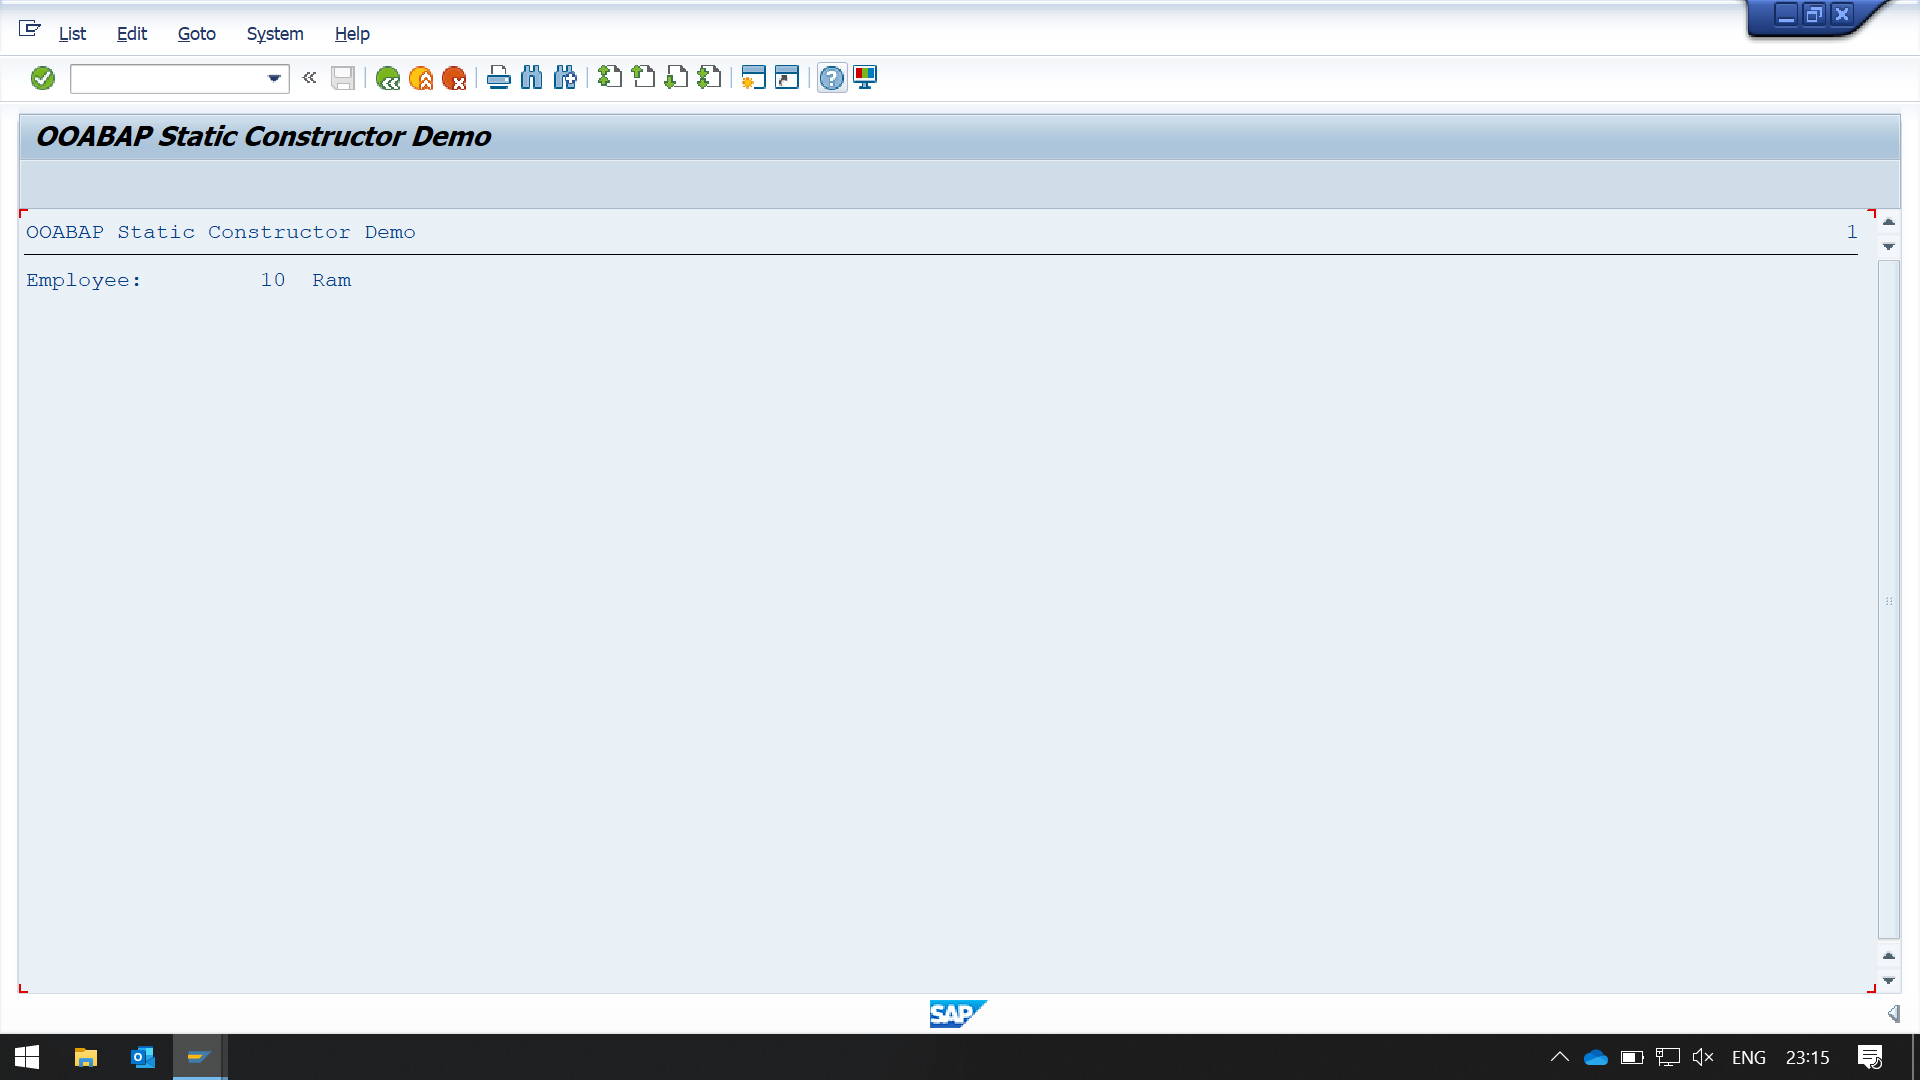 List Edit Goto System Help
OOABAP Static Constructor Demo
OOABAP Static Constructor Demo 1
Employee: 10 Ram
SAP
ENG 23:15